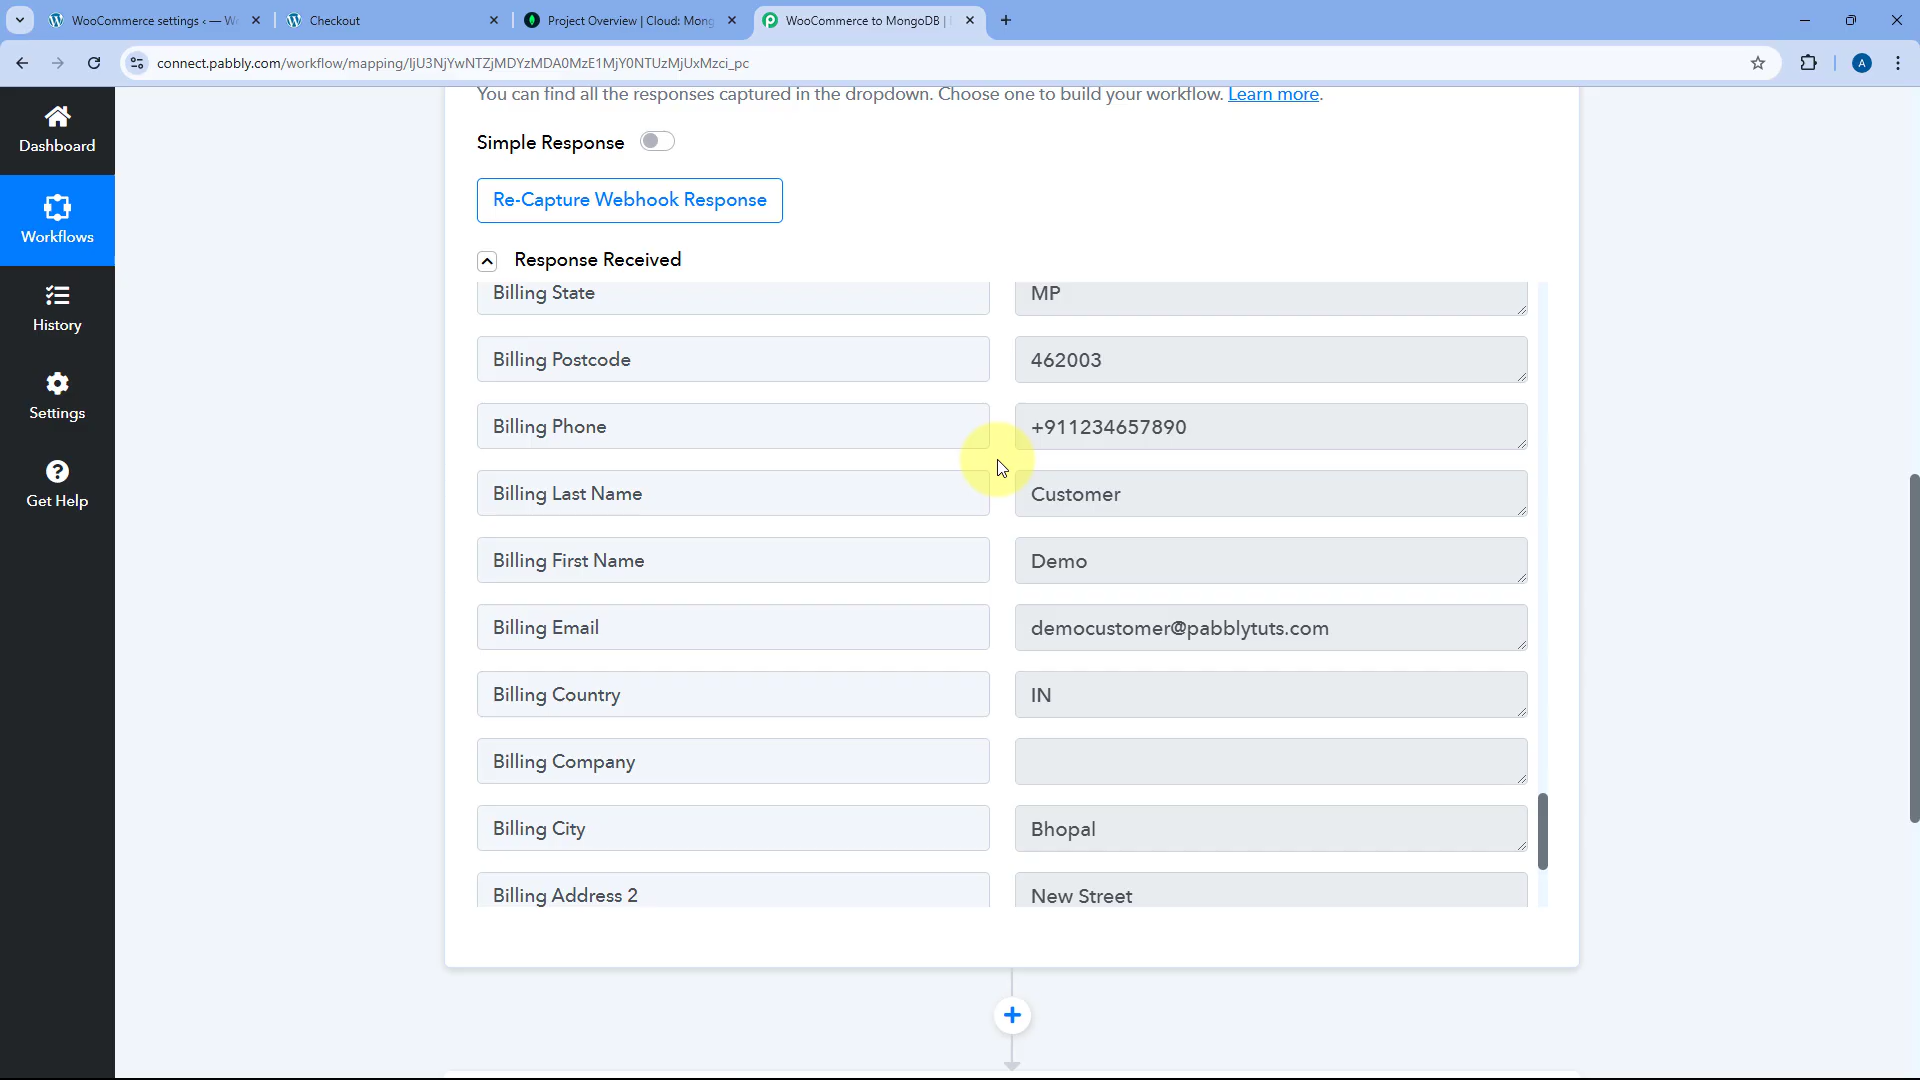 WooCommerce settings ‹ — W
Checkout
Project Overview | Cloud: Mong
WooCommerce to MongoDB |
connect.pabbly.com/workflow/mapping/IjU3NjYwNTZjMDYzMDA0MzE1MjY0NTUzMjUxMzci_pc
A
You can find all the responses captured in the dropdown. Choose one to build your workflow. Learn more.
Dashboard
Workflows
History
Settings
Get Help
Simple Response
Re-Capture Webhook Response
Response Received
Billing State MP
Billing Postcode 462003
Billing Phone +911234657890
Billing Last Name Customer
Billing First Name Demo
Billing Email democustomer@pabblytuts.com
Billing Country IN
Billing Company
Billing City Bhopal
Billing Address 2 New Street